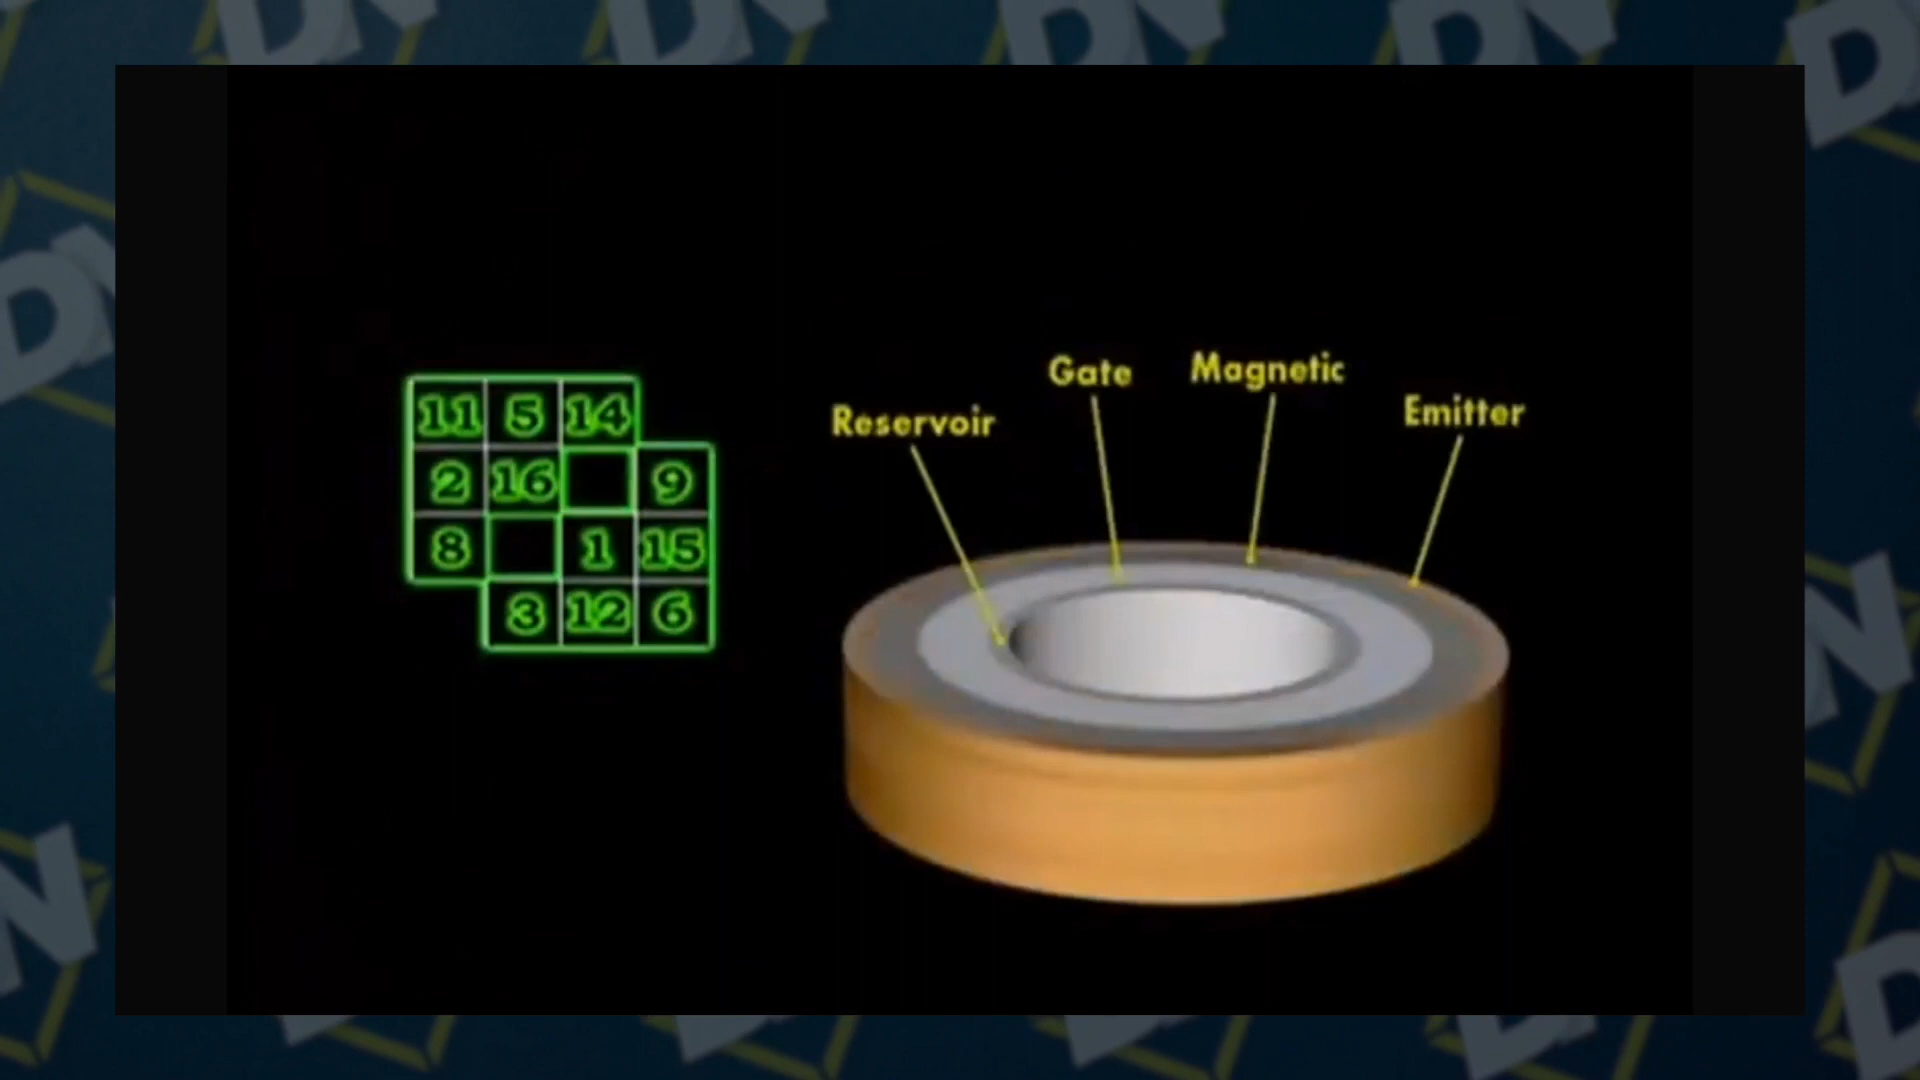 11 5 14
2 16 9
8 1 15
3 12 6
Reservoir
Gate
Magnetic
Emitter